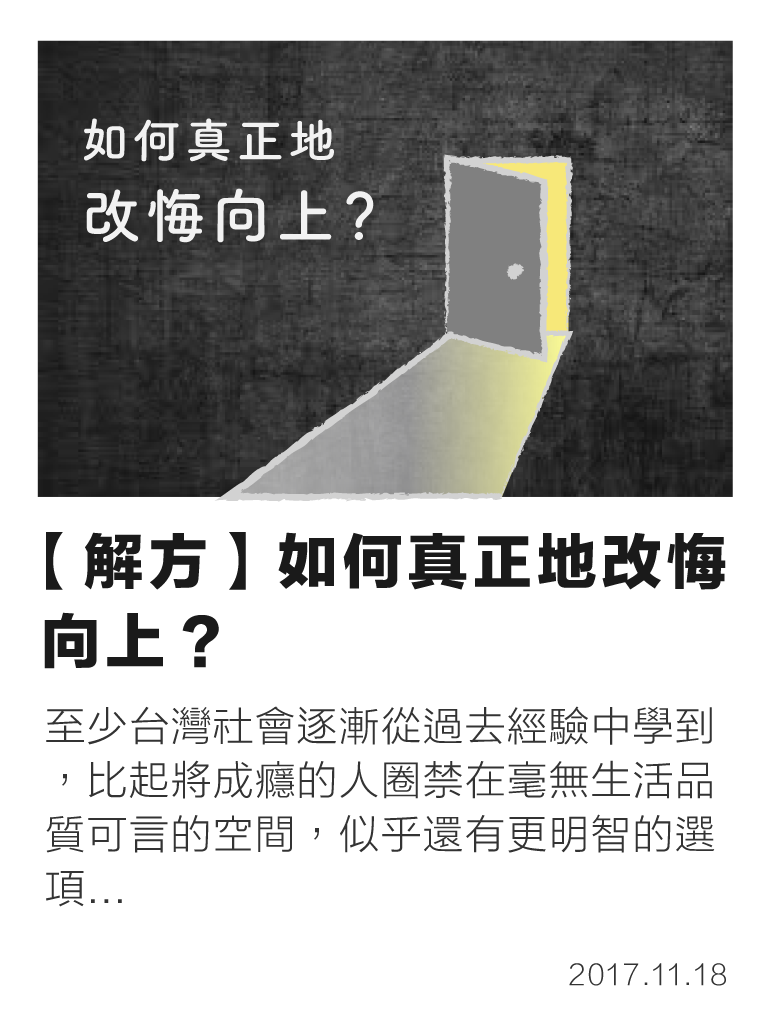 如何真正地
改悔向上？
【解方】如何真正地改悔
向上？
至少台灣社會逐漸從過去經驗中學到
，比起將成癮的人圈禁在毫無生活品
質可言的空間，似乎還有更明智的選
項...
2017.11.18